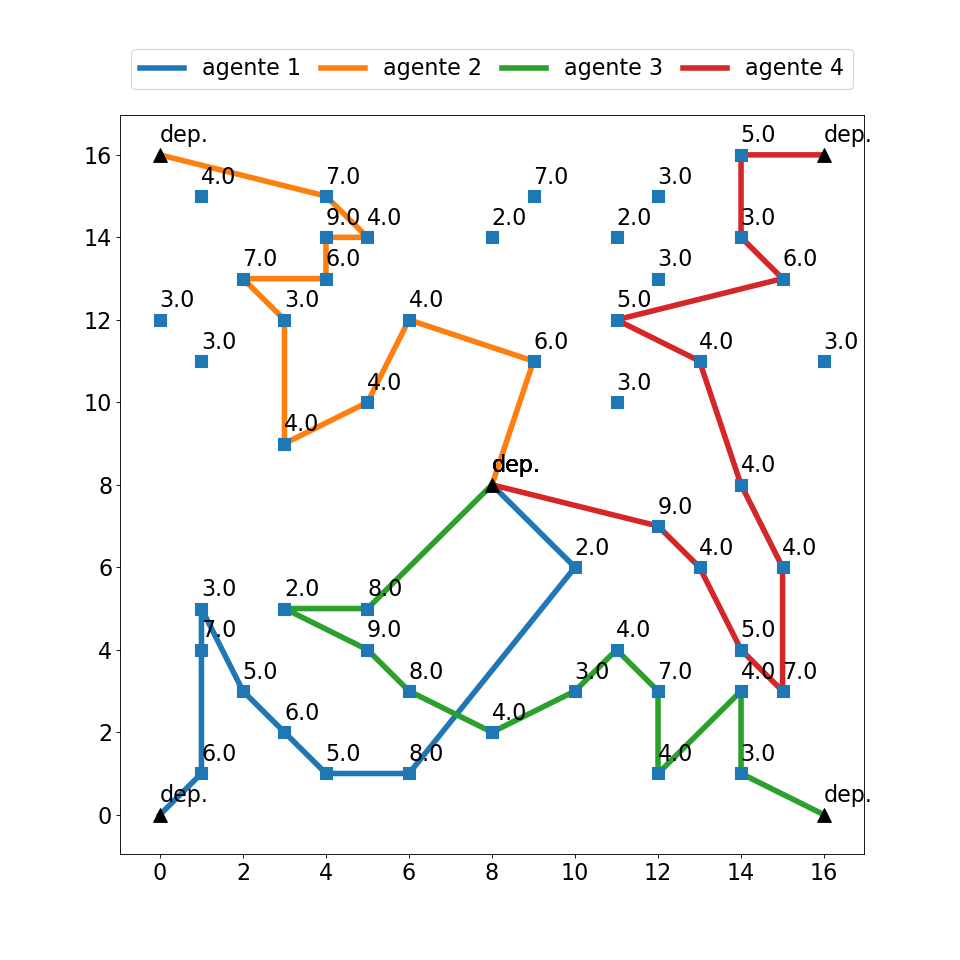 agente 1 agente 2 agente 3 agente 4
dep. 5.0 dep.
16
4.0 7.0 7.0 3.0
9.0 4.0 2.0 2.0 3.0
14
7.0 6.0 3.0 6.0
3.0 3.0 4.0 5.0
12
3.0 6.0 4.0 3.0
4.0 3.0
10
4.0
dep. 4.0
8
9.0
2.0 4.0 4.0
6
3.0 2.0 8.0
7.0 9.0 4.0 5.0
4
5.0 8.0 3.0 7.0 4.0 7.0
6.0 4.0
2
6.0 5.0 8.0 4.0 3.0
dep. dep.
0
0 2 4 6 8 10 12 14 16